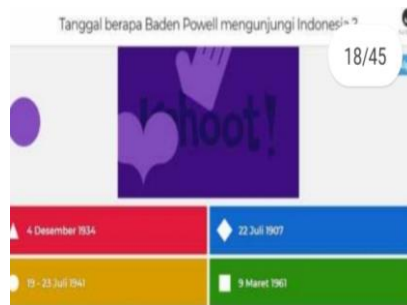 Tanggal berapa Baden Powell mengunjungi Indonesia ?
18/45
Kahoot!
4 Desember 1934
22 Juli 1907
19 - 23 Juli 1941
9 Maret 1961